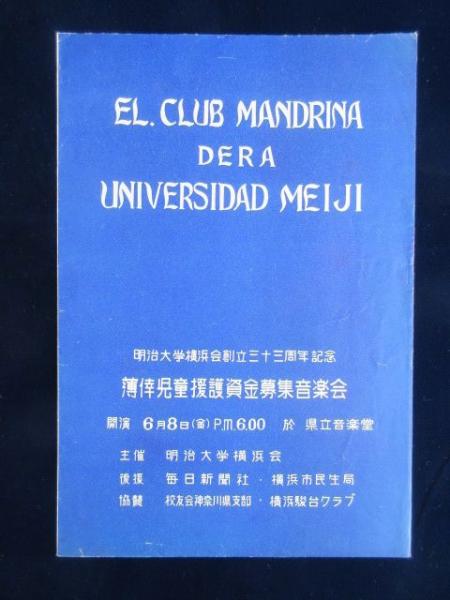 EL. CLUB MANDRINA
DERA
UNIVERSIDAD MEIJI
明治大学横浜会創立三十三周年記念
薄倖児童援護資金募集音楽会
開演 6月8日(金)P.M.6.00 於 県立音楽堂
主催 明治大学横浜会
後援 毎日新聞社・横浜市民生局
協賛 校友会神奈川県支部・横浜駿台クラブ